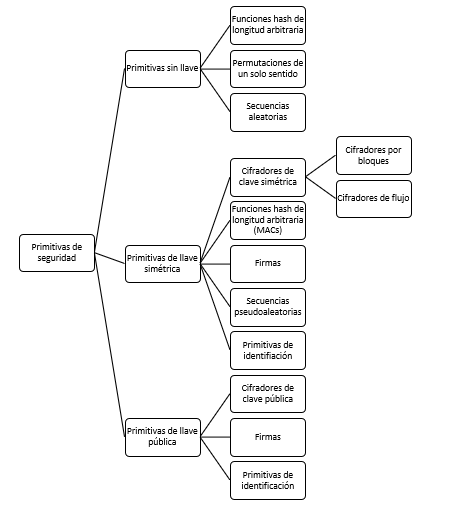 Primitivas de
seguridad
Primitivas sin llave
Funciones hash de
longitud arbitraria
Permutaciones de
un solo sentido
Secuencias
aleatorias
Primitivas de llave
simétrica
Cifradores de
clave simétrica
Cifradores por
bloques
Cifradores de flujo
Funciones hash de
longitud arbitraria
(MACs)
Firmas
Secuencias
pseudoaleatorias
Primitivas de
identifiación
Primitivas de llave
pública
Cifradores de
clave pública
Firmas
Primitivas de
identificación